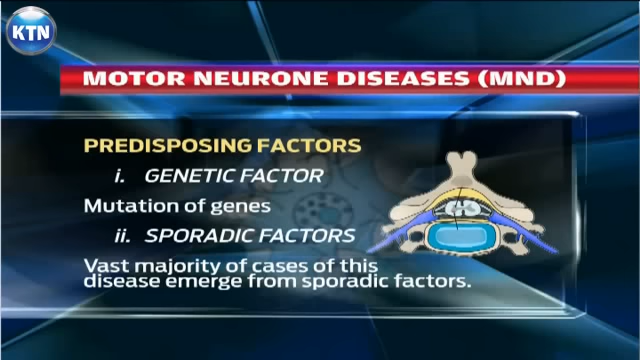 KTN
MOTOR NEURONE DISEASES (MND)
PREDISPOSING FACTORS
i. GENETIC FACTOR
Mutation of genes
ii. SPORADIC FACTORS
Vast majority of cases of this
disease emerge from sporadic factors.